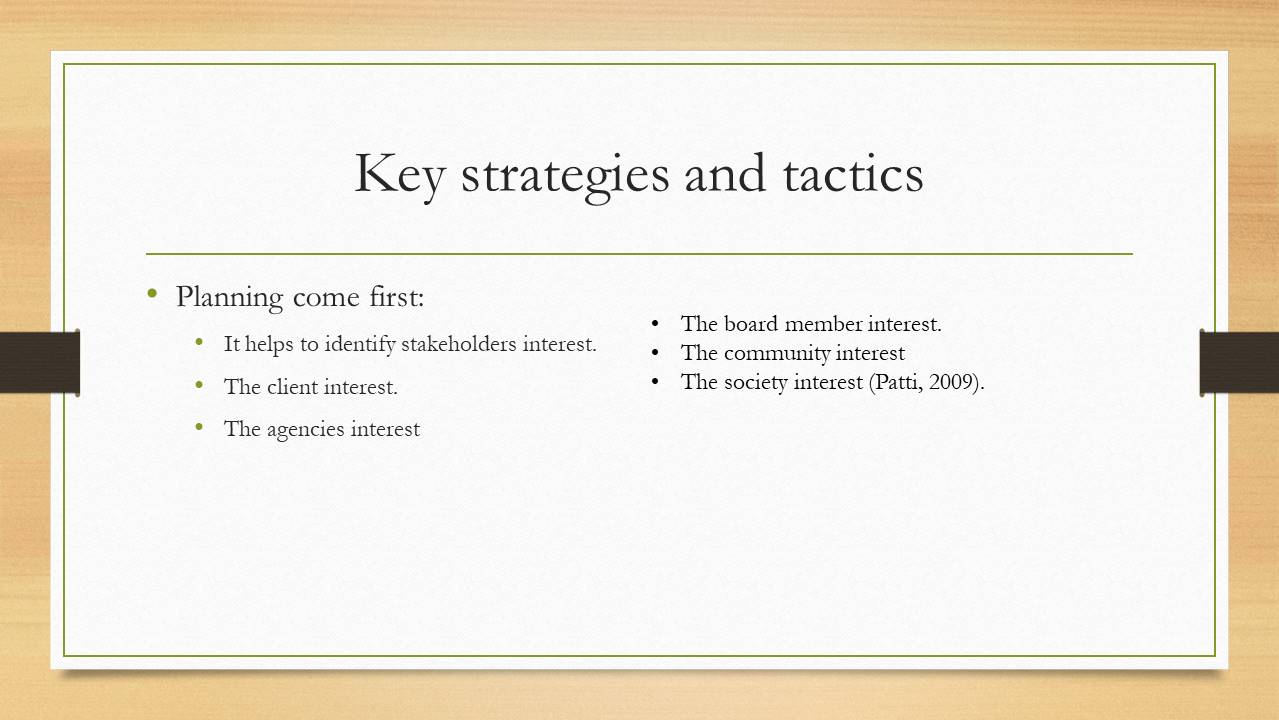 Key strategies and tactics
• Planning come first:
• It helps to identify stakeholders interest.
• The client interest.
• The agencies interest
• The board member interest.
• The community interest
• The society interest (Patti, 2009).